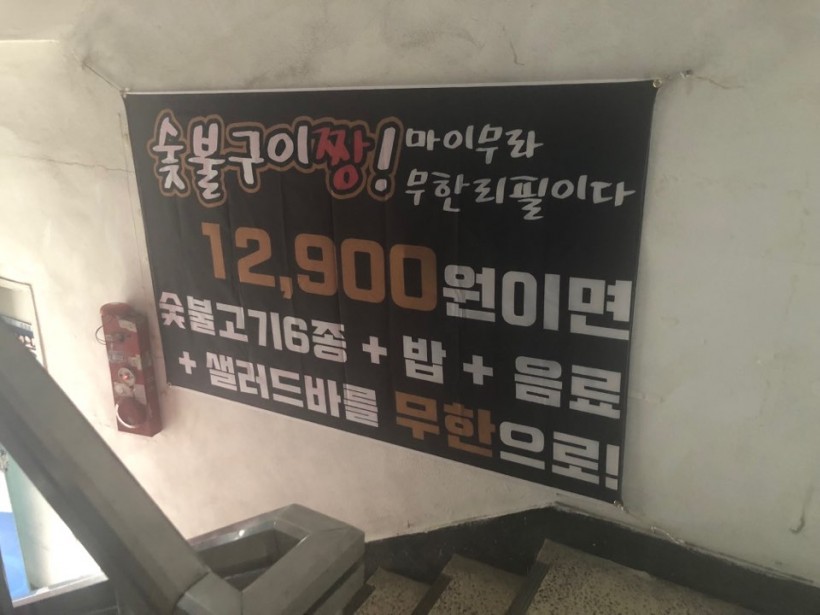 숯불구이짱! 마이무라
무한리필이다
12,900원이면
숯불고기6종 + 밥 + 음료
+ 샐러드바를 무한으로!